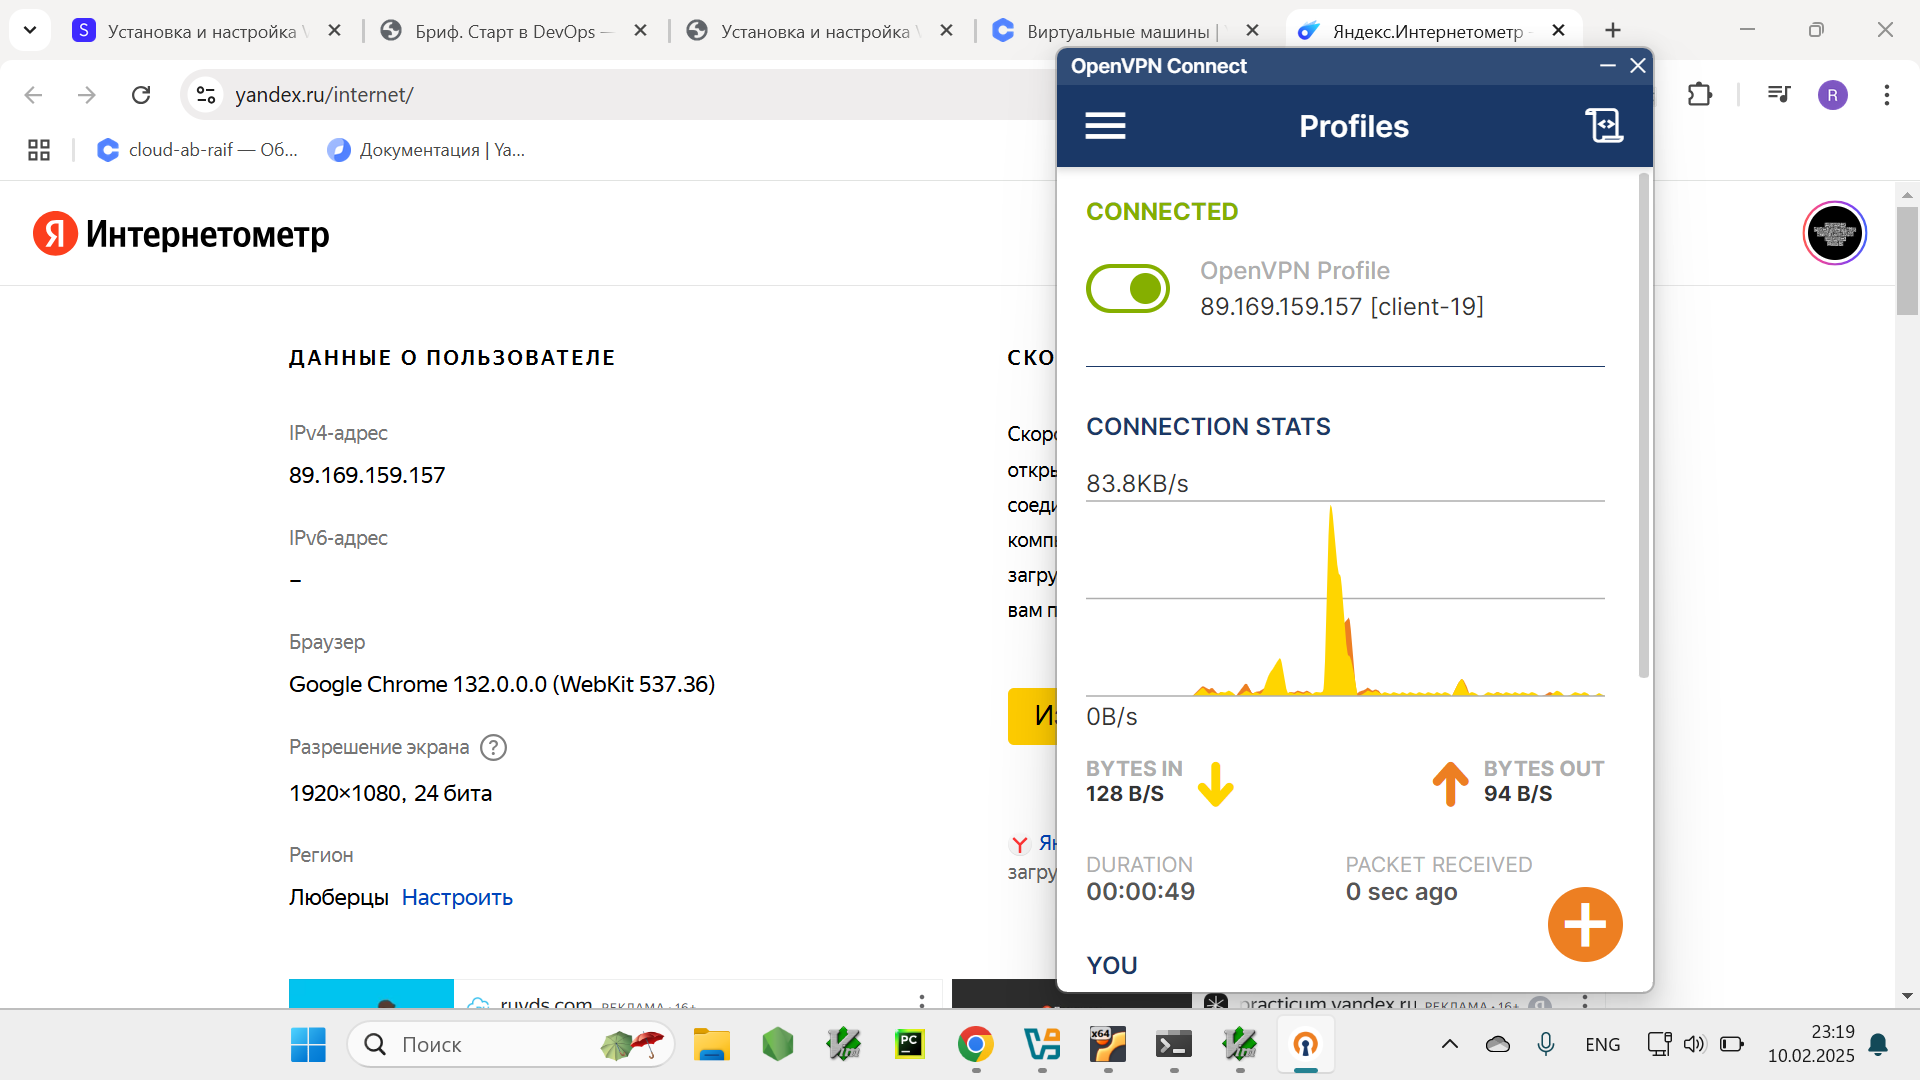 Установка и настройка
Бриф. Старт в DevOps —
Установка и настройка
Виртуальные машины |
Яндекс.Интернетометр -
yandex.ru/internet/
R
cloud-ab-raif — Об...
Документация | Ya...
Я Интернетометр
ДАННЫЕ О ПОЛЬЗОВАТЕЛЕ
IPv4-адрес
89.169.159.157
IPv6-адрес
–
Браузер
Google Chrome 132.0.0.0 (WebKit 537.36)
Разрешение экрана ?
1920×1080, 24 бита
Регион
Люберцы Настроить
СКО
Скоро
откры
соеди
компь
загру
вам п
Из
Ян
загру
OpenVPN Connect
Profiles
CONNECTED
OpenVPN Profile
89.169.159.157 [client-19]
CONNECTION STATS
83.8KB/s
0B/s
BYTES IN
128 B/S
BYTES OUT
94 B/S
DURATION
00:00:49
PACKET RECEIVED
0 sec ago
YOU
ruvds.com РЕКЛАМА • 16+
practicum.yandex.ru РЕКЛАМА • 16+
Поиск
PC
x64
ENG
23:19
10.02.2025